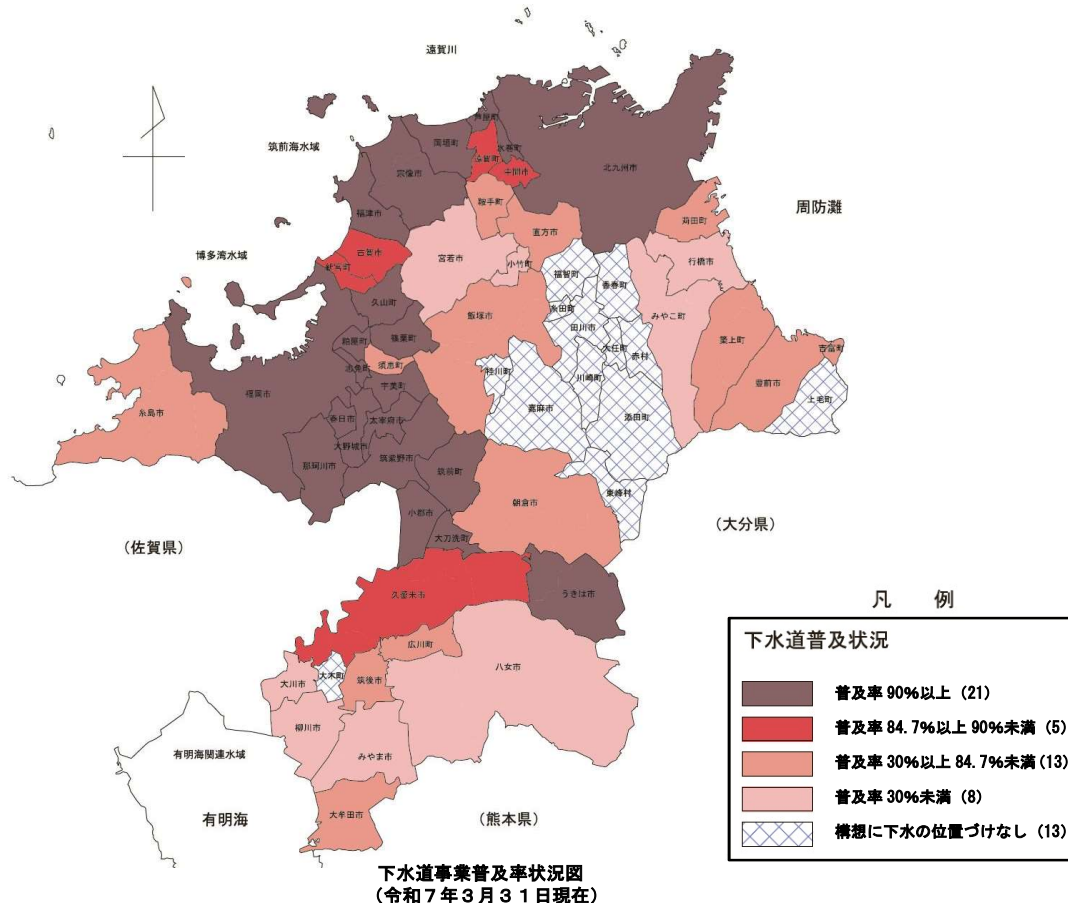 遠賀川
芦屋町
岡垣町
水巻町
遠賀町
中間市
北九州市
筑前海水域
宗像市
鞍手町
周防灘
福津市
直方市
苅田町
博多湾水域
古賀市
新宮町
宮若市
小竹町
福智町
香春町
行橋市
久山町
飯塚市
糸田町
田川市
みやこ町
粕屋町
篠栗町
大任町
赤村
築上町
吉富町
志免町
須恵町
桂川町
川崎町
豊前市
上毛町
宇美町
糸島市
福岡市
春日市
太宰府市
嘉麻市
添田町
大野城市
那珂川市
筑紫野市
筑前町
東峰村
朝倉市
小郡市
大刀洗町
(佐賀県)
(大分県)
久留米市
うきは市
広川町
八女市
大川市
大木町
筑後市
柳川市
みやま市
有明海関連水域
有明海
大牟田市
(熊本県)
凡 例
下水道普及状況
普及率 90%以上 (21)
普及率 84.7%以上 90%未満 (5)
普及率 30%以上 84.7%未満 (13)
普及率 30%未満 (8)
構想に下水の位置づけなし (13)
下水道事業普及率状況図
(令和7年3月31日現在)